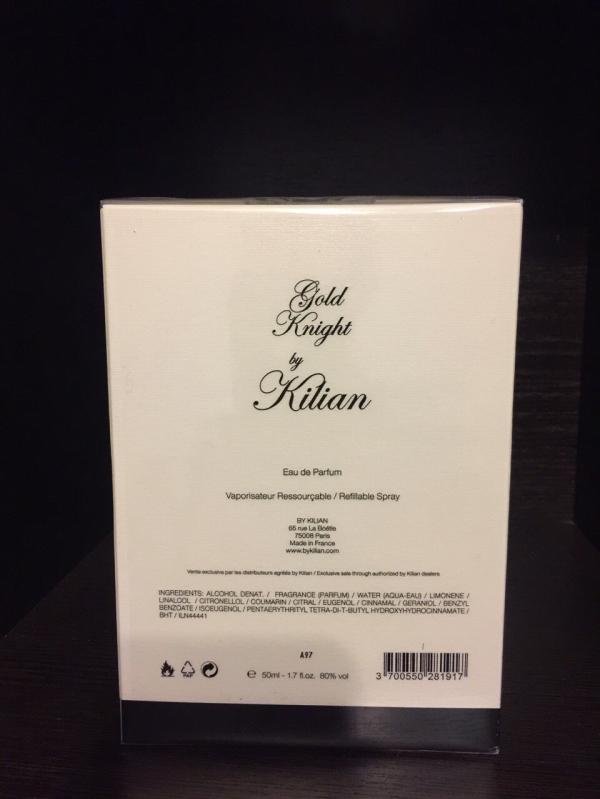 Gold
Knight
by
Kilian
Eau de Parfum
Vaporisateur Ressourçable / Refillable Spray
BY KILIAN
65 rue La Boétie
75008 Paris
Made in France
www.bykilian.com
Vente exclusive par les distributeurs agréés by Kilian / Exclusive sale through authorized by Kilian dealers
INGREDIENTS: ALCOHOL DENAT. / FRAGRANCE (PARFUM) / WATER (AQUA-EAU) / LIMONENE /
LINALOOL / CITRONELLOL / COUMARIN / CITRAL / EUGENOL / CINNAMAL / GERANIOL / BENZYL
BENZOATE / ISOEUGENOL / PENTAERYTHRITYL TETRA-DI-T-BUTYL HYDROXYHYDROCINNAMATE /
BHT / ILN44441
A97
PAP
e 50ml - 1.7 fl.oz. 80% vol
3 700550 281917